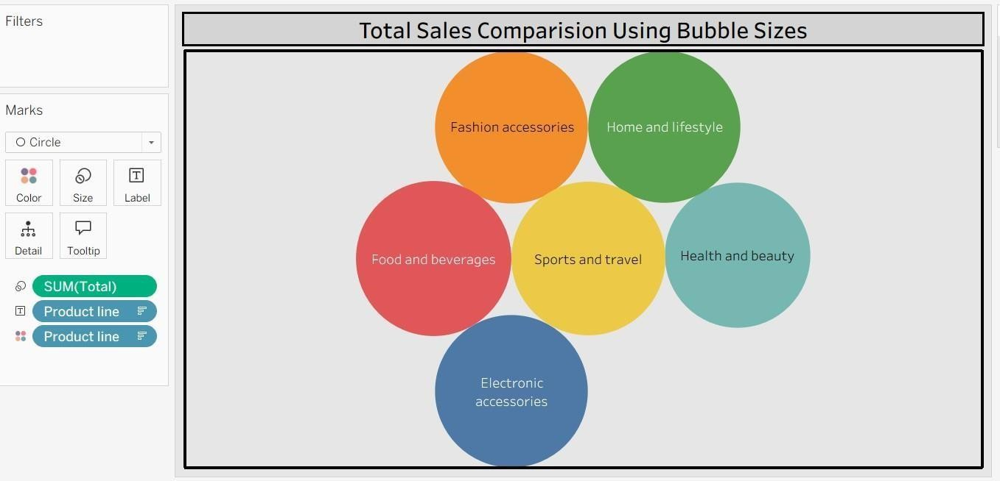 Filters
Marks
Circle
Color
Size
T
Label
Detail
Tooltip
SUM(Total)
T
Product line
Product line
Total Sales Comparision Using Bubble Sizes
Fashion accessories
Home and lifestyle
Food and beverages
Sports and travel
Health and beauty
Electronic
accessories